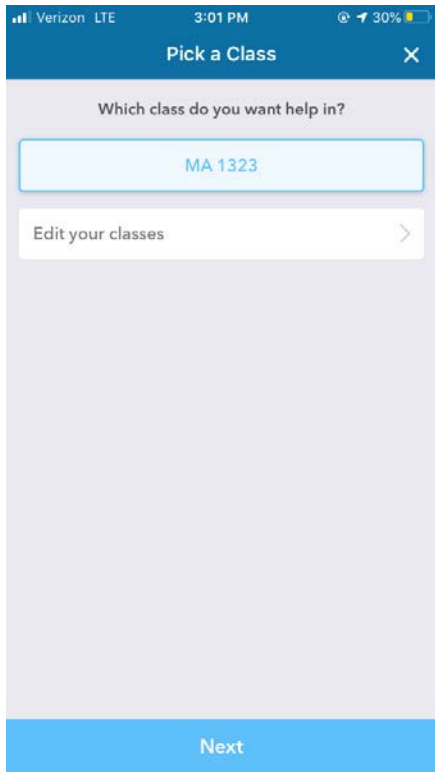 Verizon LTE 3:01 PM 30%
Pick a Class
Which class do you want help in?
MA 1323
Edit your classes
Next